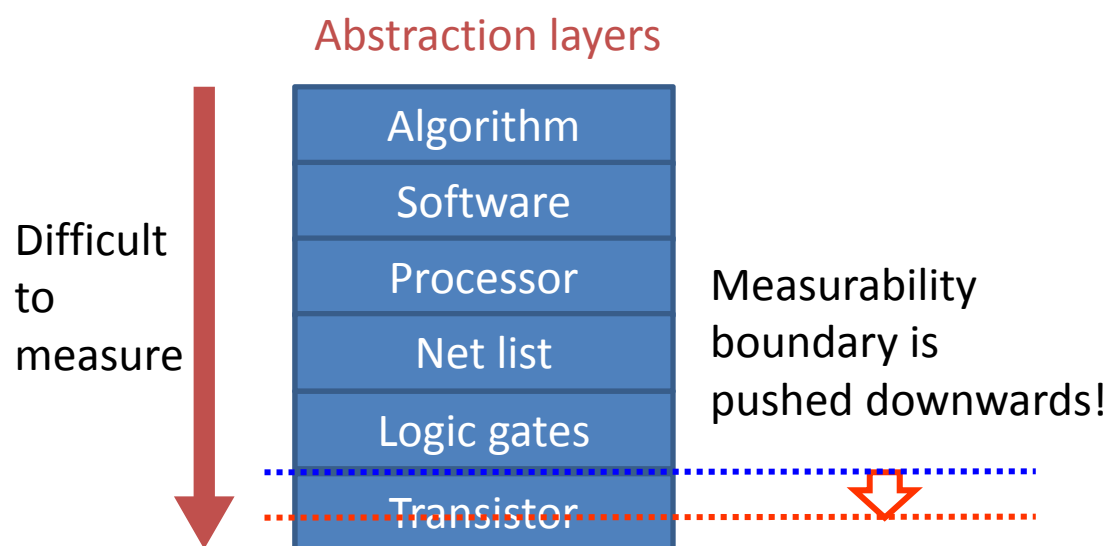 Abstraction layers
Algorithm
Software
Processor
Net list
Logic gates
Transistor
Difficult
to
measure
Measurability
boundary is
pushed downwards!